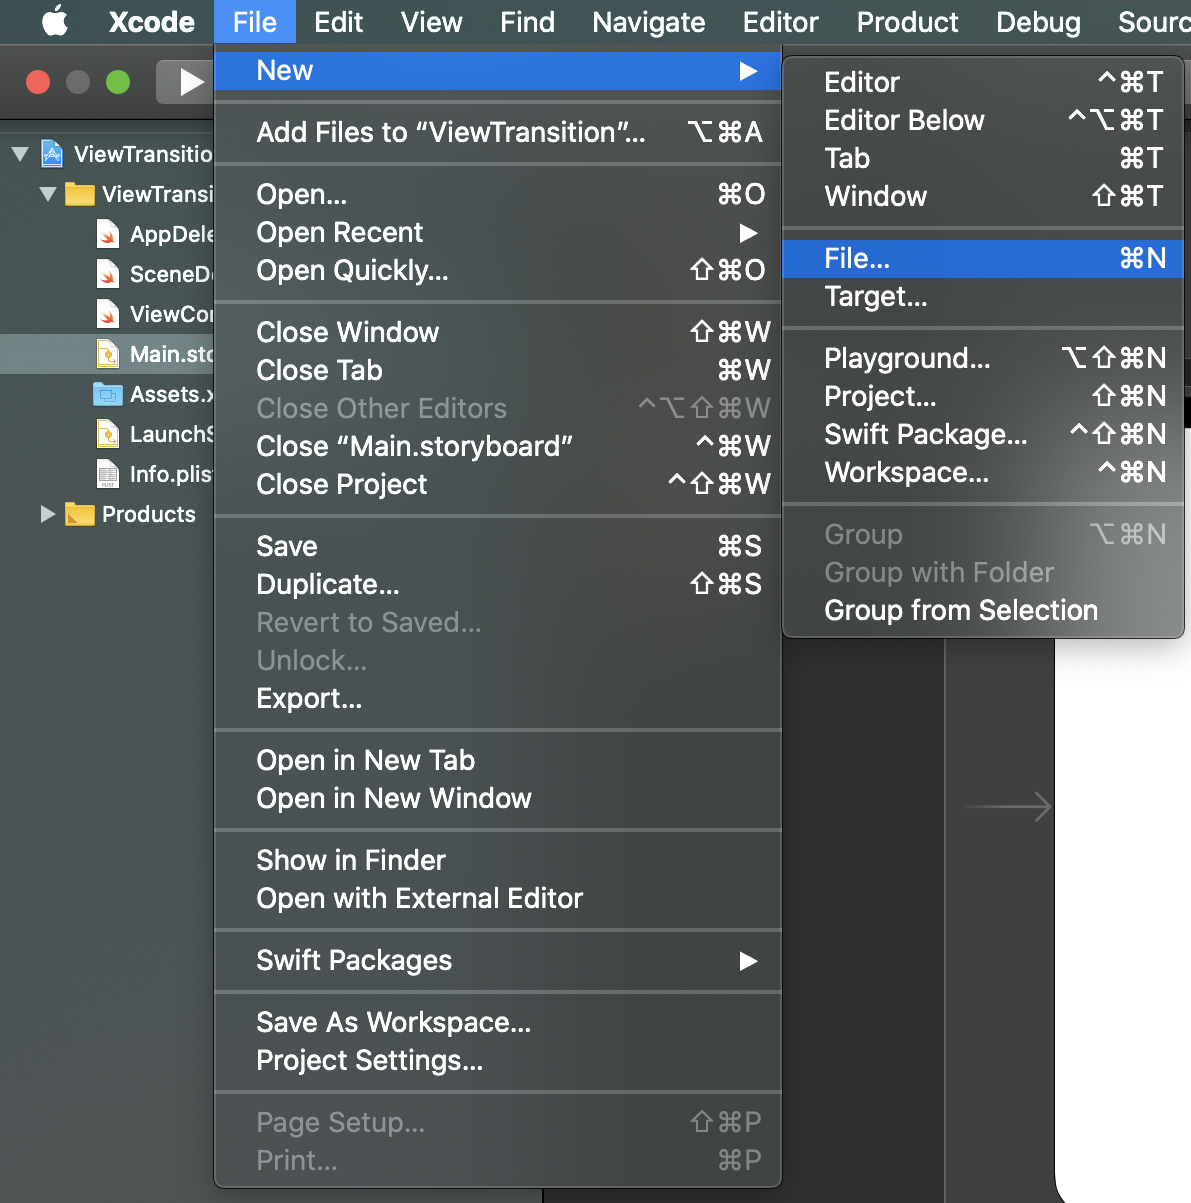 Xcode File Edit View Find Navigate Editor Product Debug Sourc
New ▶
Add Files to “ViewTransition”... ⌥⌘A
Open... ⌘O
Open Recent ▶
Open Quickly... ⇧⌘O
Close Window ⇧⌘W
Close Tab ⌘W
Close Other Editors ^⌥⇧⌘W
Close “Main.storyboard” ^⌘W
Close Project ^⇧⌘W
Save ⌘S
Duplicate... ⇧⌘S
Revert to Saved...
Unlock...
Export...
Open in New Tab
Open in New Window
Show in Finder
Open with External Editor
Swift Packages ▶
Save As Workspace...
Project Settings...
Page Setup... ⇧⌘P
Print... ⌘P
Editor ^⌘T
Editor Below ^⌥⌘T
Tab ⌘T
Window ⇧⌘T
File... ⌘N
Target...
Playground... ⌥⇧⌘N
Project... ⇧⌘N
Swift Package... ^⇧⌘N
Workspace... ^⌘N
Group ⌥⌘N
Group with Folder
Group from Selection
ViewTransitio
ViewTransi
AppDele
SceneD
ViewCon
Main.sto
Assets.x
LaunchS
Info.plis
Products